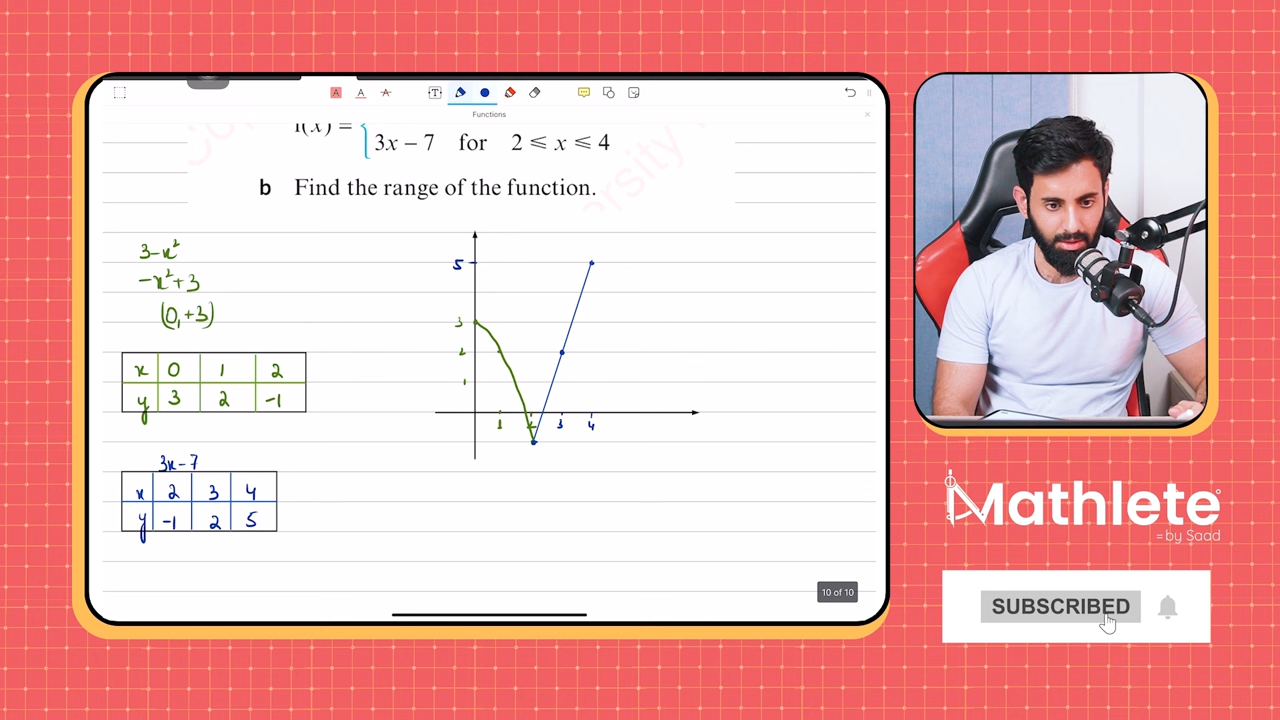 Functions
f(x) =
3x − 7 for 2 ⩽ x ⩽ 4
b Find the range of the function.
3-x²
-x²+3
(0,+3)
x 0 1 2
y 3 2 -1
3x-7
x 2 3 4
y -1 2 5
5
3
2
1
1 2 3 4
10 of 10
Mathlete
= by Saad
SUBSCRIBED